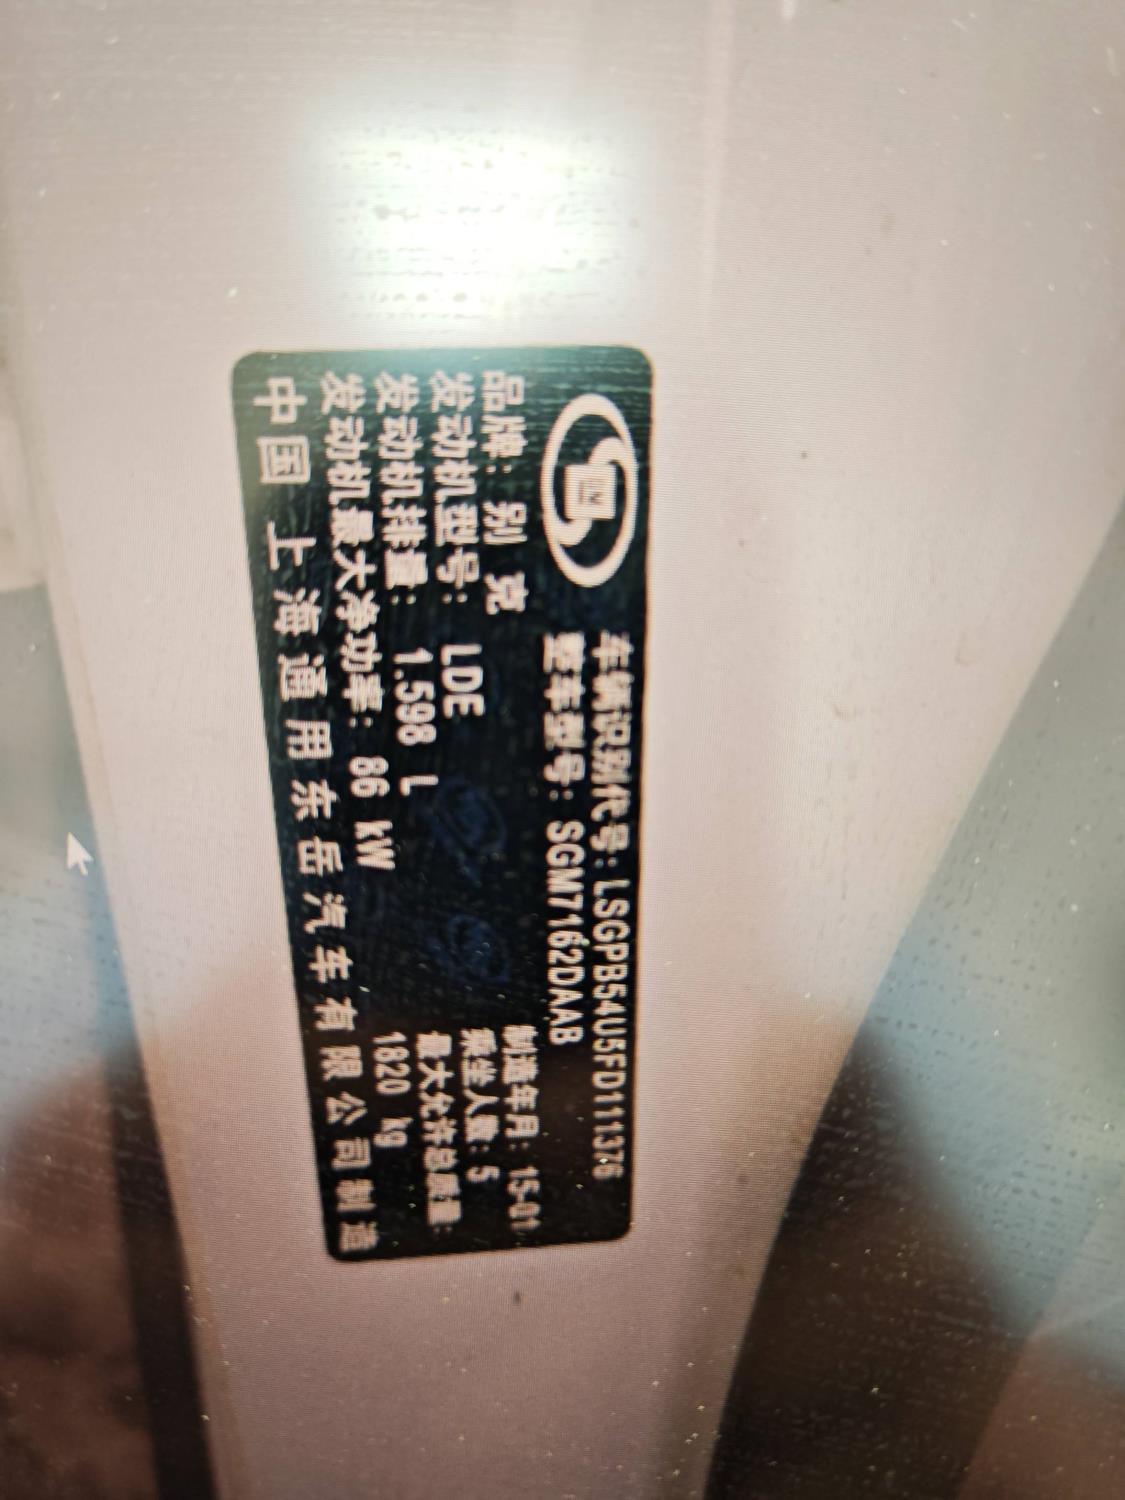 车辆识别代号:LSGPB54U5FD111376
整车型号:SGM7162DAAB
品牌:别 克
制造年月:15-01
发动机型号:LDE
乘坐人数:5
发动机排量:1.598 L
最大允许总质量:
发动机最大净功率:86 kW
1820 kg
中国 上海通用东岳汽车有限公司制造